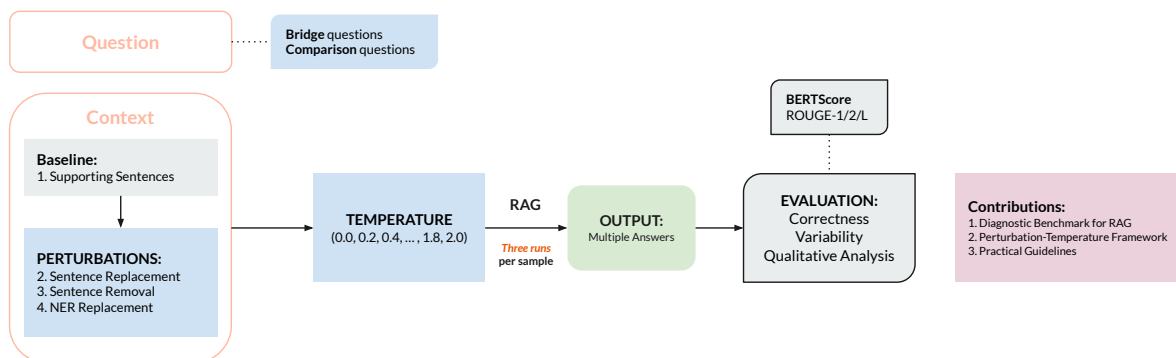 Question
Bridge questions
Comparison questions
Context
Baseline:
1. Supporting Sentences
PERTURBATIONS:
2. Sentence Replacement
3. Sentence Removal
4. NER Replacement
TEMPERATURE
(0.0, 0.2, 0.4, ... , 1.8, 2.0)
RAG
Three runs
per sample
OUTPUT:
Multiple Answers
BERTScore
ROUGE-1/2/L
EVALUATION:
Correctness
Variability
Qualitative Analysis
Contributions:
1. Diagnostic Benchmark for RAG
2. Perturbation-Temperature Framework
3. Practical Guidelines